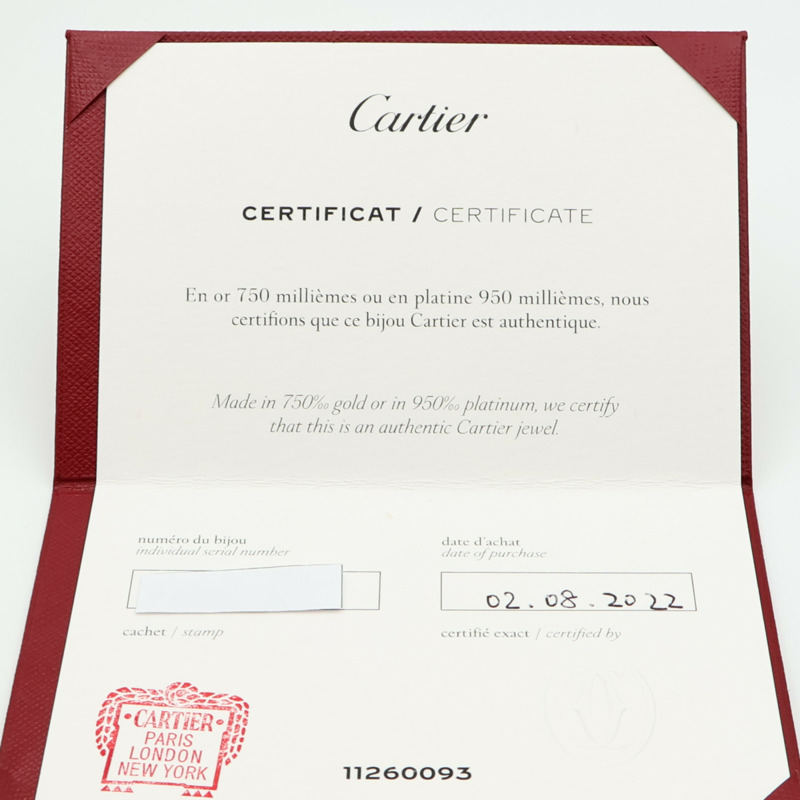 Cartier
CERTIFICAT / CERTIFICATE
En or 750 millièmes ou en platine 950 millièmes, nous
certifions que ce bijou Cartier est authentique.
Made in 750‰ gold or in 950‰ platinum, we certify
that this is an authentic Cartier jewel.
numéro du bijou
individual serial number
date d'achat
date of purchase
02.08.2022
cachet / stamp
certifié exact / certified by
CARTIER
PARIS
LONDON
NEW YORK
11260093